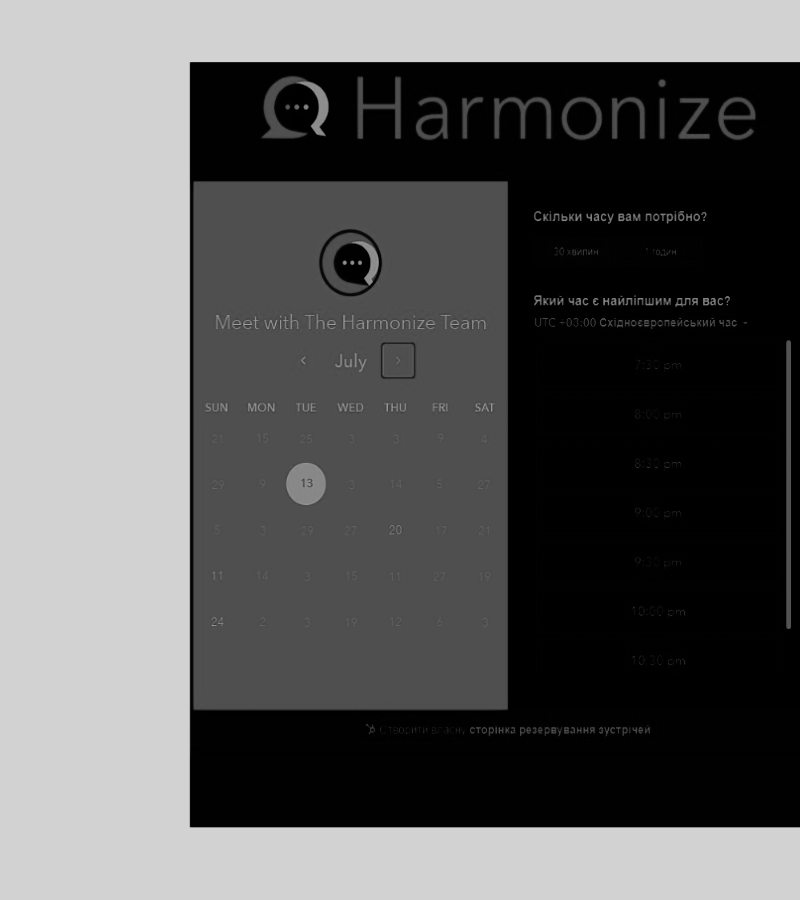 Harmonize
Meet with The Harmonize Team
July
SUN MON TUE WED THU FRI SAT
21 15 25 3 3 9 4
29 9 13 3 14 5 27
5 3 29 27 20 17 21
11 14 3 15 11 27 19
24 2 3 19 12 6 3
Скільки часу вам потрібно?
30 хвилин 1 годин
Який час є найліпшим для вас?
UTC +03:00 Східноєвропейський час
7:30 pm
8:00 pm
8:30 pm
9:00 pm
9:30 pm
10:00 pm
10:30 pm
Створити власну сторінка резервування зустрічей